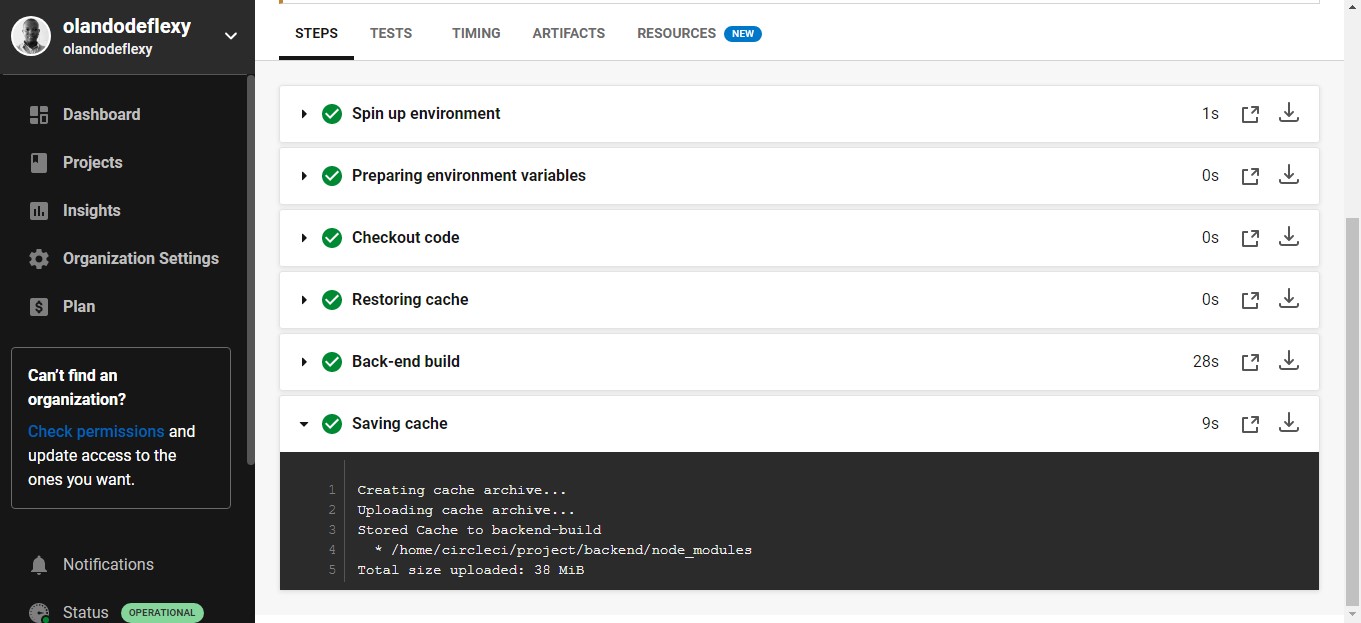 olandodeflexy
olandodeflexy
Dashboard
Projects
Insights
Organization Settings
$ Plan
Can't find an
organization?
Check permissions and
update access to the
ones you want.
Notifications
Status OPERATIONAL
STEPS TESTS TIMING ARTIFACTS RESOURCES NEW
Spin up environment 1s
Preparing environment variables 0s
Checkout code 0s
Restoring cache 0s
Back-end build 28s
Saving cache 9s
1 Creating cache archive...
2 Uploading cache archive...
3 Stored Cache to backend-build
4 * /home/circleci/project/backend/node_modules
5 Total size uploaded: 38 MiB